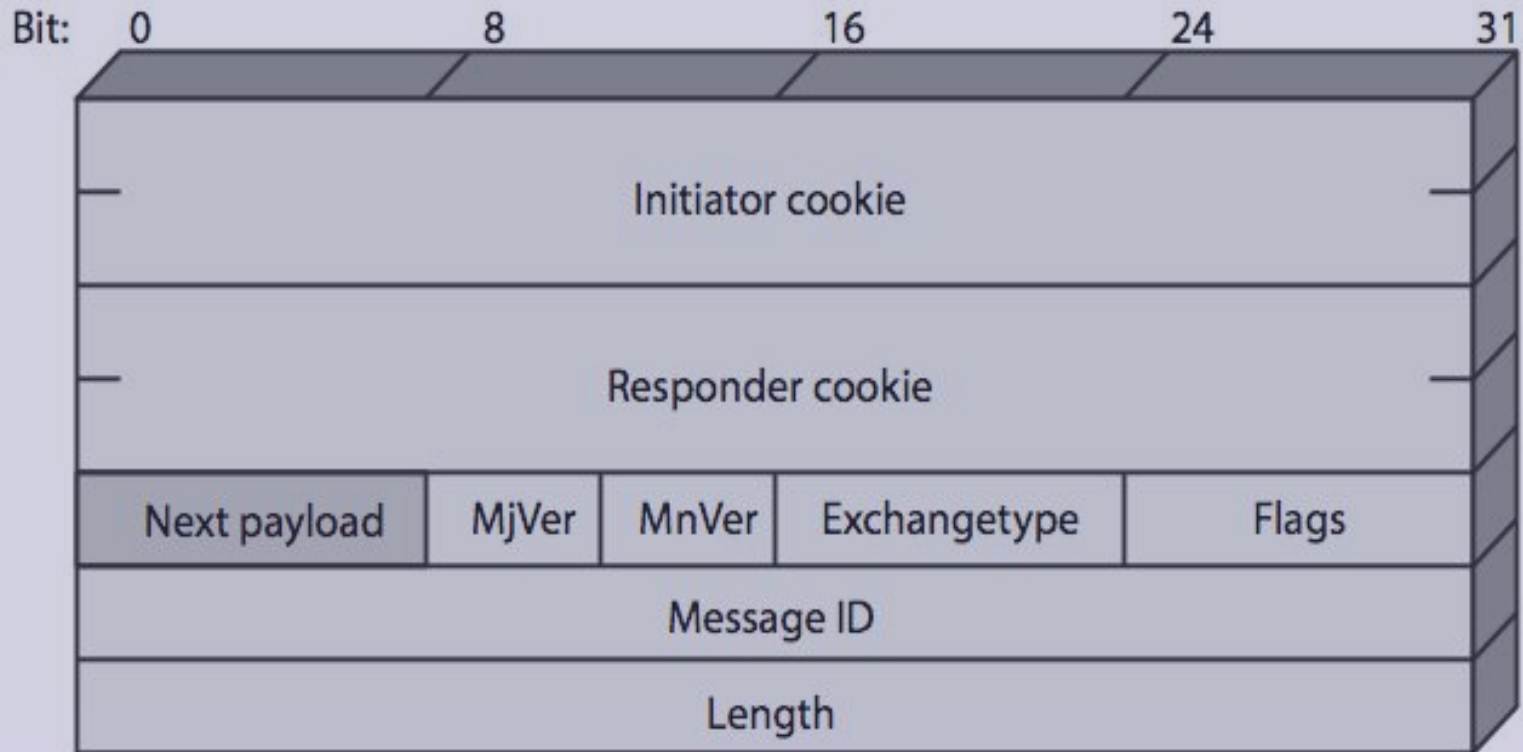 Bit: 0 8 16 24 31
Initiator cookie
Responder cookie
Next payload MjVer MnVer Exchangetype Flags
Message ID
Length